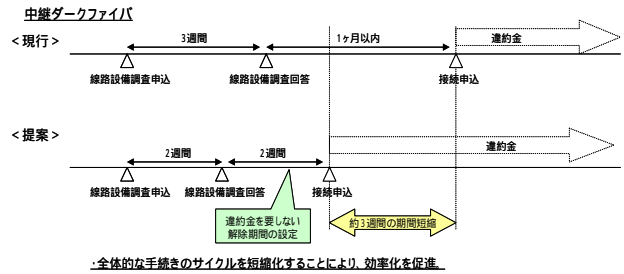 中継ダークファイバ
<現行>
3週間
1ヶ月以内
違約金
線路設備調査申込
線路設備調査回答
接続申込
<提案>
2週間
2週間
違約金
線路設備調査申込
線路設備調査回答
接続申込
違約金を要しない
解除期間の設定
約3週間の期間短縮
・全体的な手続きのサイクルを短縮化することにより、効率化を促進。